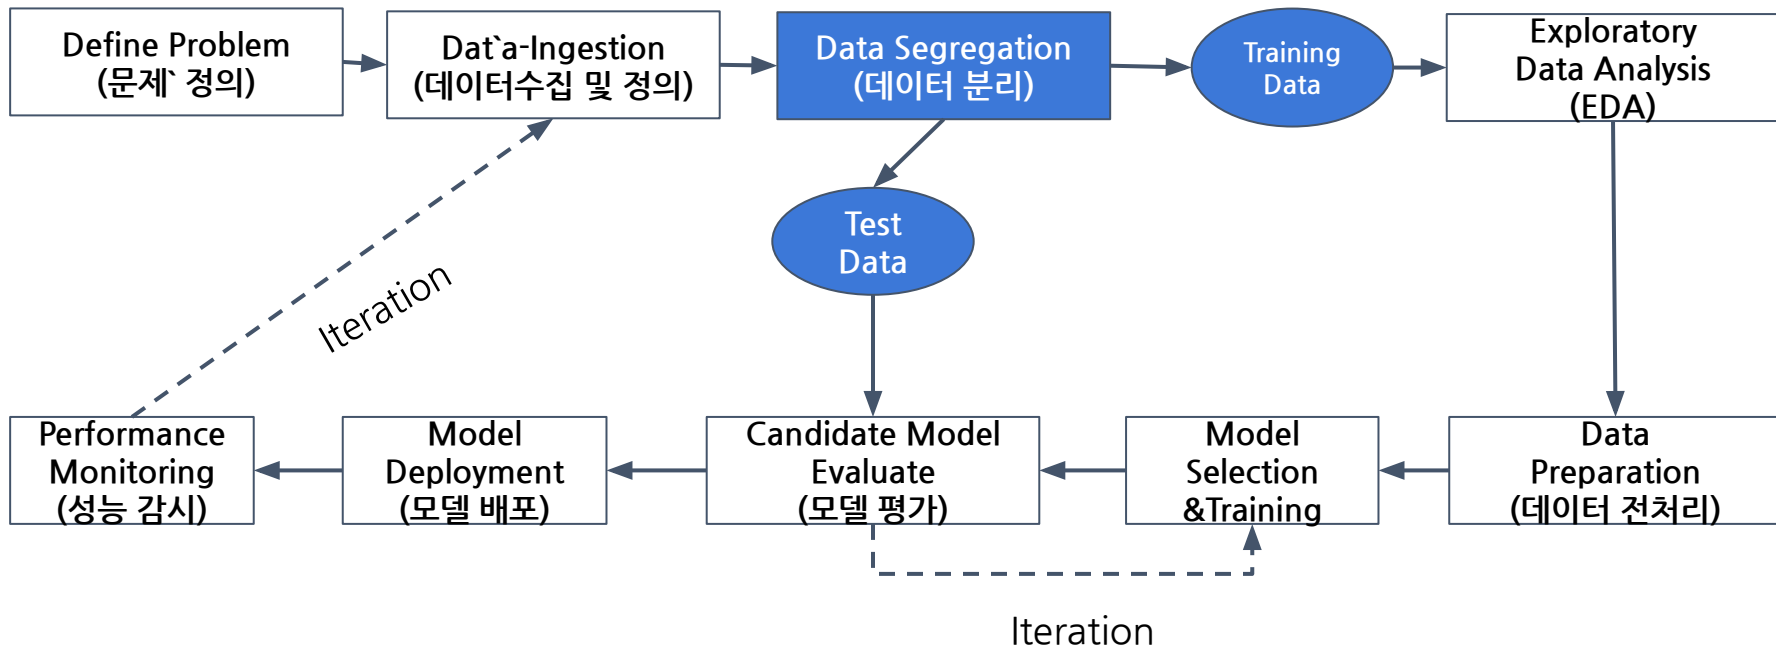 Define Problem
(문제` 정의)
Dat`a-Ingestion
(데이터수집 및 정의)
Data Segregation
(데이터 분리)
Training
Data
Exploratory
Data Analysis
(EDA)
Test
Data
Iteration
Performance
Monitoring
(성능 감시)
Model
Deployment
(모델 배포)
Candidate Model
Evaluate
(모델 평가)
Model
Selection
&Training
Data
Preparation
(데이터 전처리)
Iteration